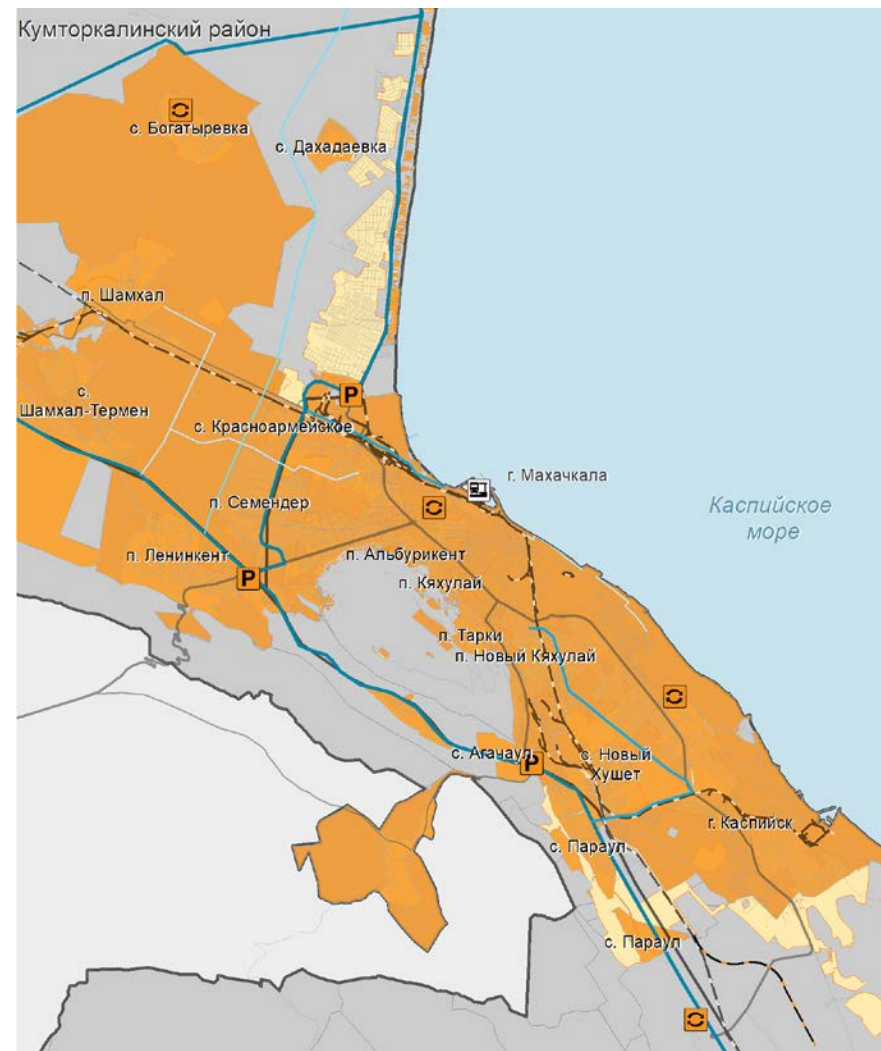 Кумторкалинский район
с. Богатыревка
с. Дахадаевка
п. Шамхал
с.
Шамхал-Термен
P
с. Красноармейское
г. Махачкала
п. Семендер
Каспийское
море
п. Ленинкент
п. Альбурикент
P
п. Кяхулай
п. Тарки
п. Новый Кяхулай
с. Агачаул
P
с. Новый
Хушет
г. Каспийск
с. Параул
с. Параул